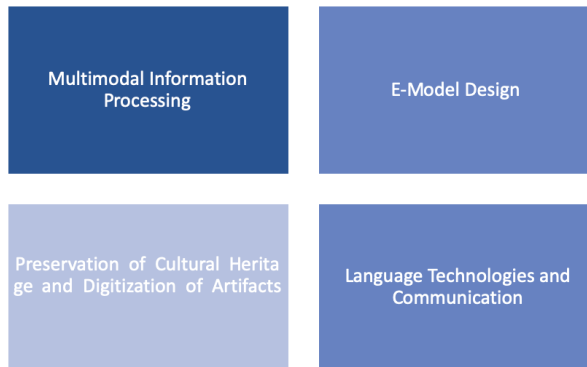 Multimodal Information
Processing
E-Model Design
Preservation of Cultural Herita
ge and Digitization of Artifacts
Language Technologies and
Communication